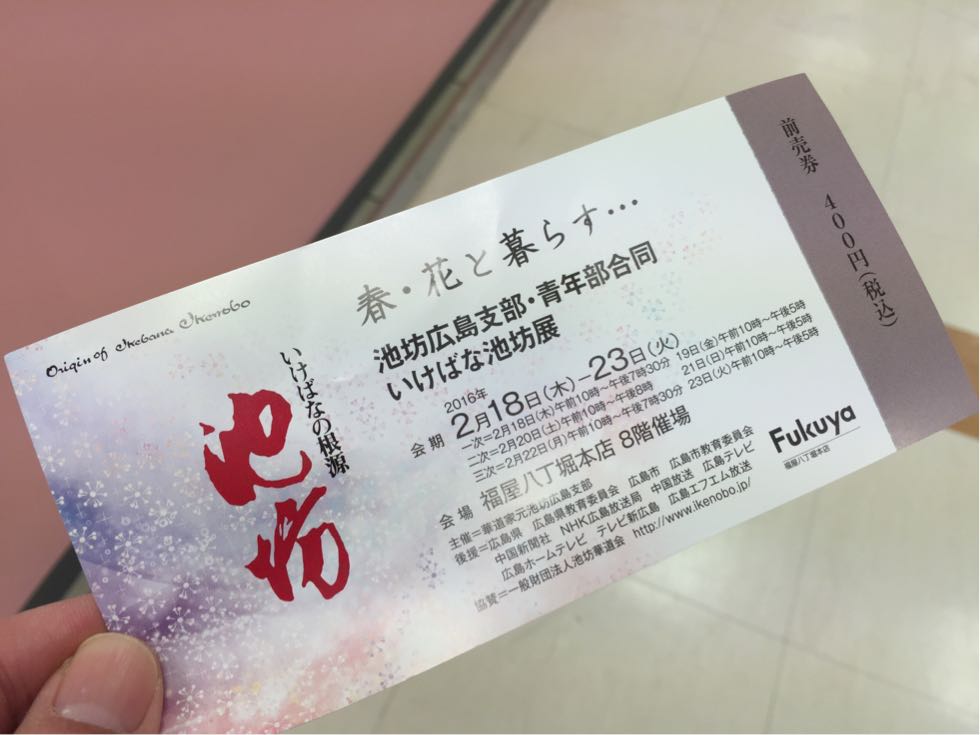 Origin of Ikebana Ikenobo
いけばなの根源
池坊
春・花と暮らす…
池坊広島支部・青年部合同
いけばな池坊展
2016年
会期 2月18日(木)−23日(火)
一次=2月18日(木)午前10時〜午後7時30分 19日(金)午前10時〜午後5時
二次=2月20日(土)午前10時〜午後8時 21日(日)午前10時〜午後5時
三次=2月22日(月)午前10時〜午後7時30分 23日(火)午前10時〜午後5時
会場 福屋八丁堀本店 8階催場
主催=華道家元池坊広島支部
後援=広島県 広島県教育委員会 広島市 広島市教育委員会
中国新聞社 NHK広島放送局 中国放送 広島テレビ
広島ホームテレビ テレビ新広島 広島エフエム放送
協賛=一般財団法人池坊華道会 http://www.ikenobo.jp/
Fukuya
福屋八丁堀本店
前売券 400円(税込)